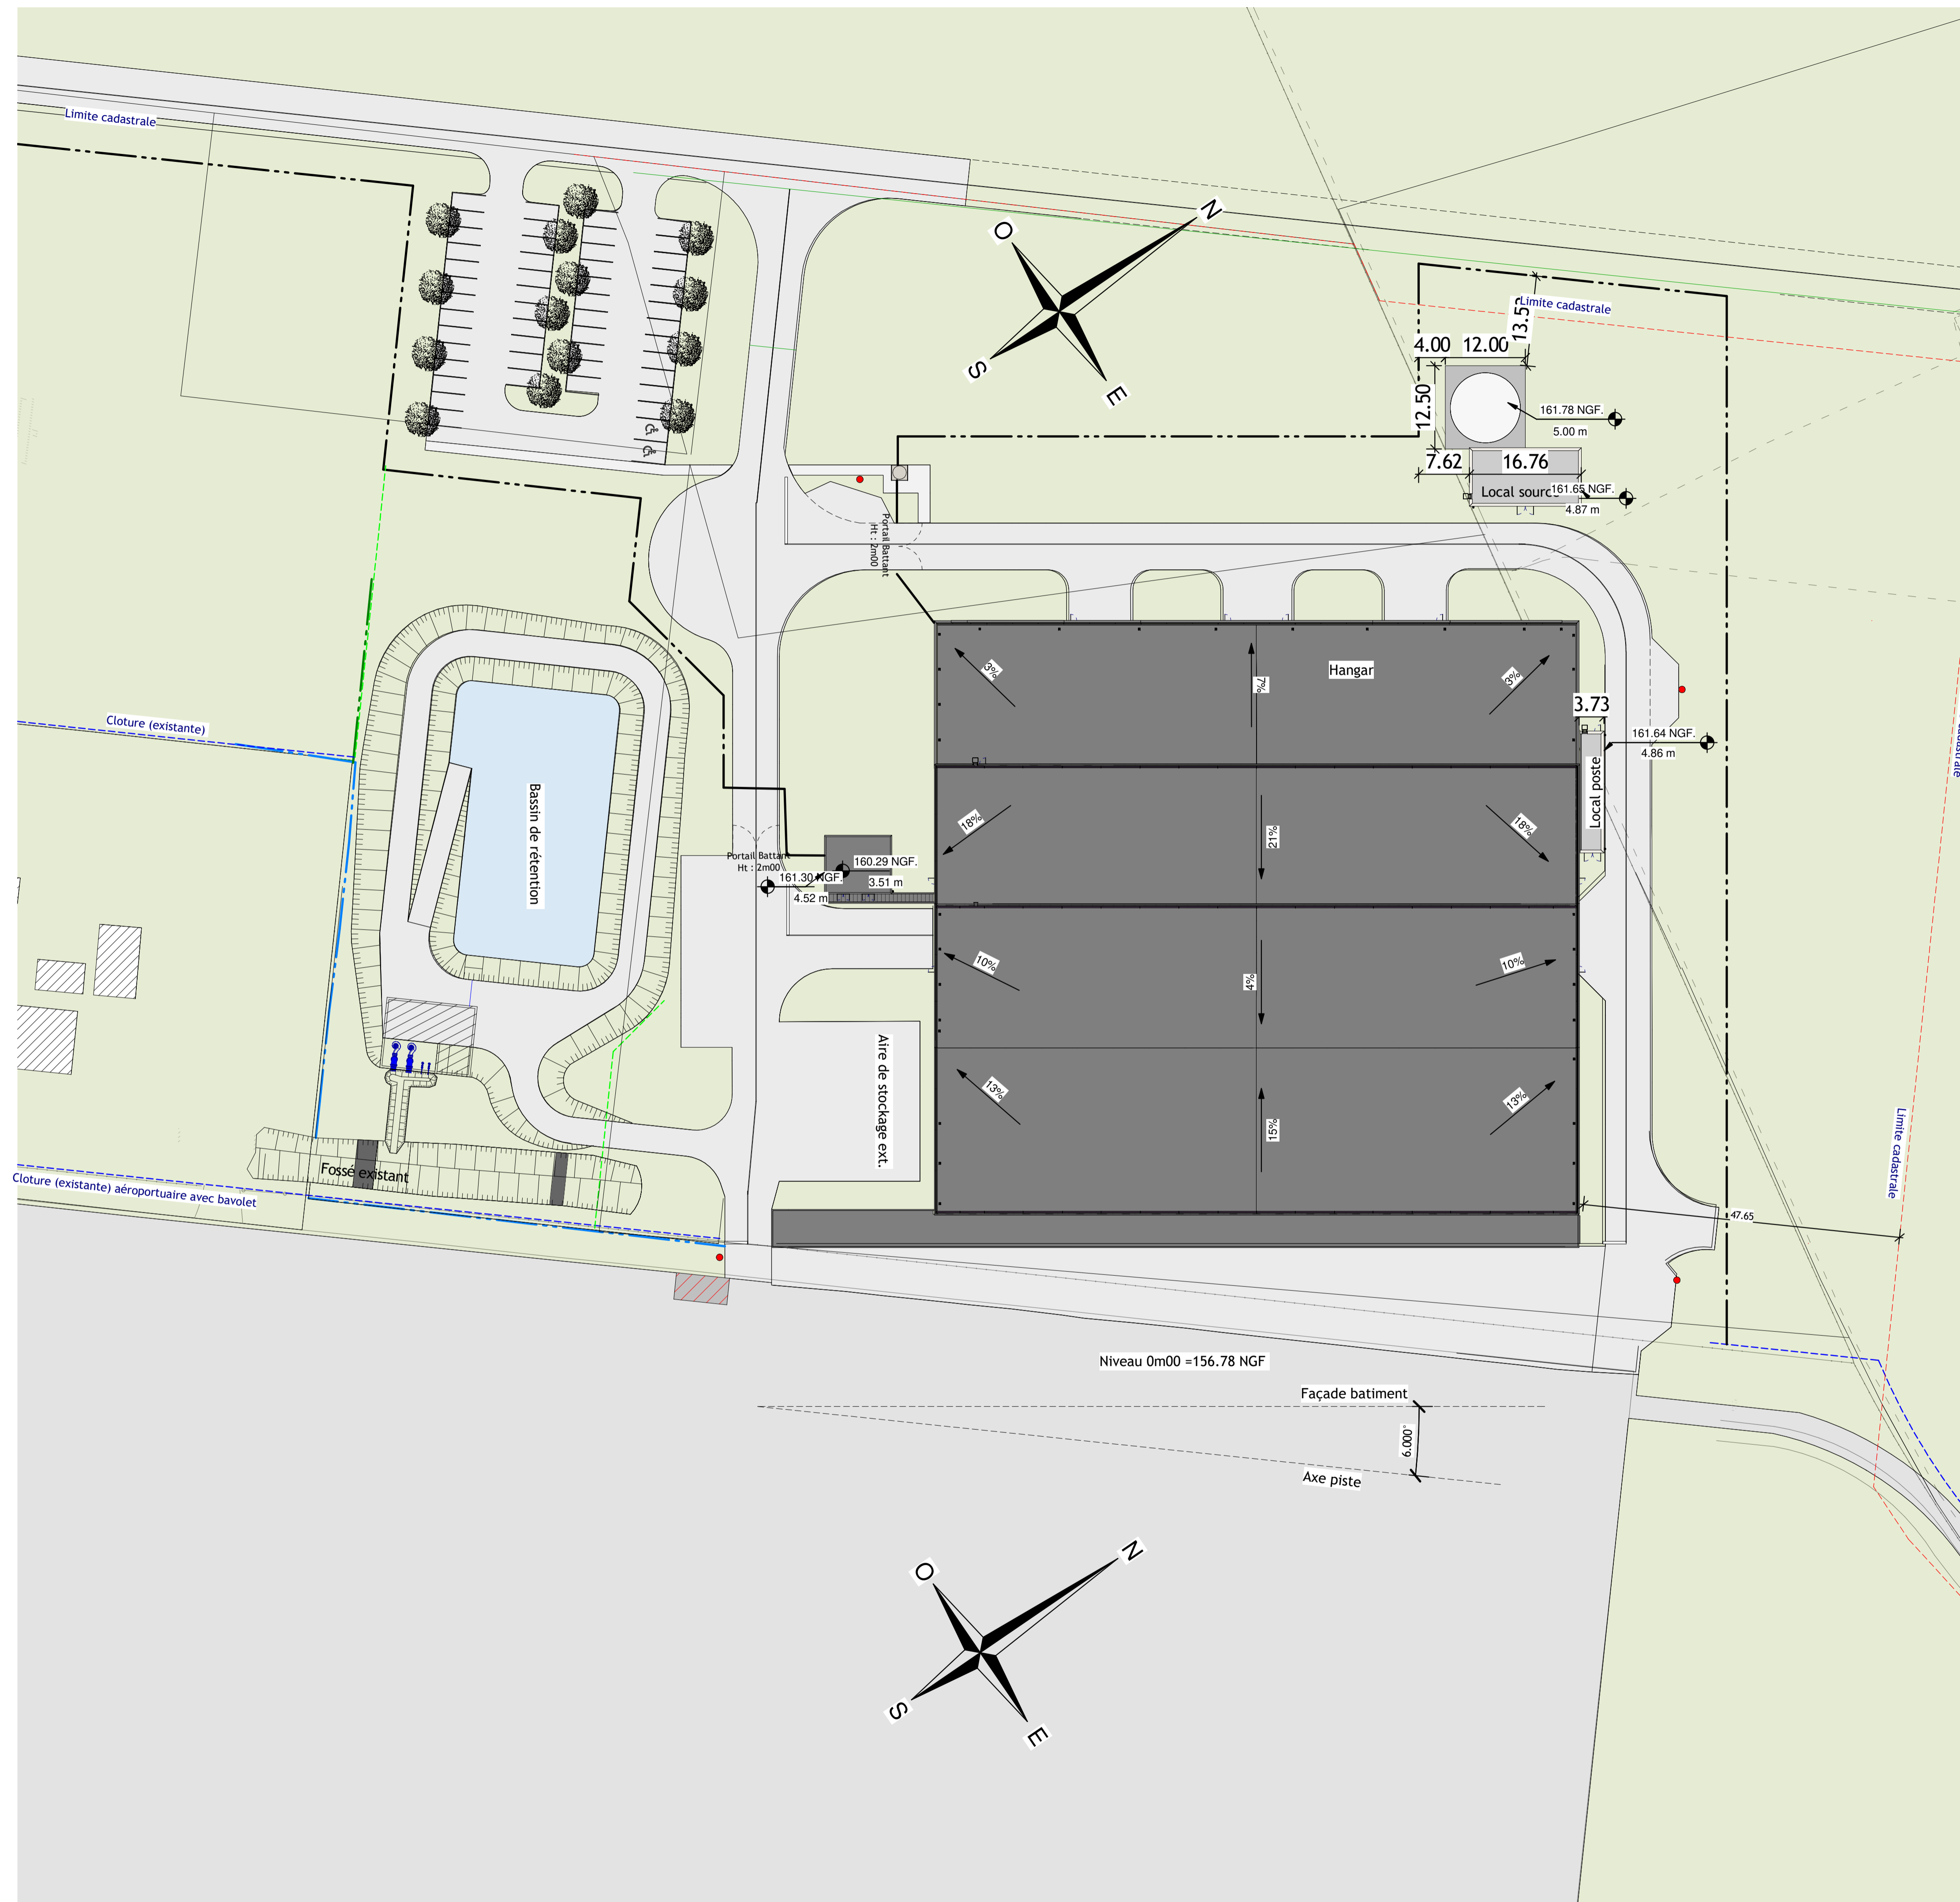 Limite cadastrale
N
O
S
E
13.50
Limite cadastrale
4.00
12.00
12.50
161.78 NGF.
5.00 m
7.62
16.76
Local source
161.65 NGF.
4.87 m
Portail Battant
Ht : 2m00
Hangar
3%
7%
3%
3.73
161.64 NGF.
4.86 m
Local poste
Cloture (existante)
Bassin de rétention
18%
21%
18%
Portail Battant
Ht : 2m00
160.29 NGF.
161.30 NGF.
3.51 m
4.52 m
10%
4%
10%
Aire de stockage ext.
13%
15%
13%
Limite cadastrale
Fossé existant
Cloture (existante) aéroportuaire avec bavolet
47.65
Niveau 0m00 =156.78 NGF
Façade batiment
6.000°
Axe piste
N
O
S
E